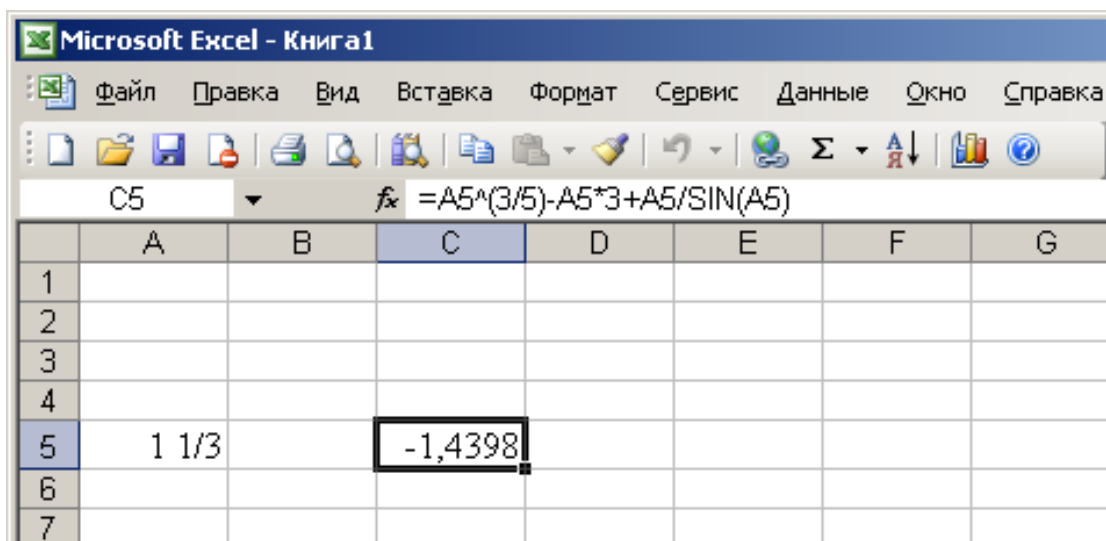 Microsoft Excel - Книга1
Файл Правка Вид Вставка Формат Сервис Данные Окно Справка
C5 fx =A5^(3/5)-A5*3+A5/SIN(A5)
A B C D E F G
1
2
3
4
5 1 1/3 -1,4398
6
7